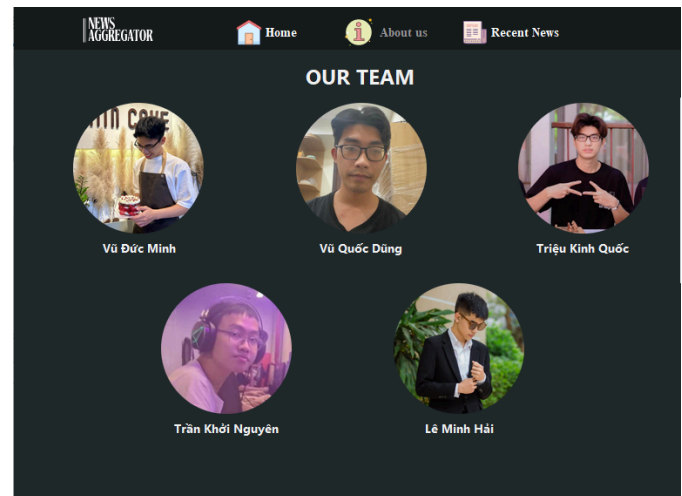 NEWS
AGGREGATOR
Home
About us
Recent News
OUR TEAM
Vũ Đức Minh
Vũ Quốc Dũng
Triệu Kinh Quốc
Trần Khởi Nguyên
Lê Minh Hải